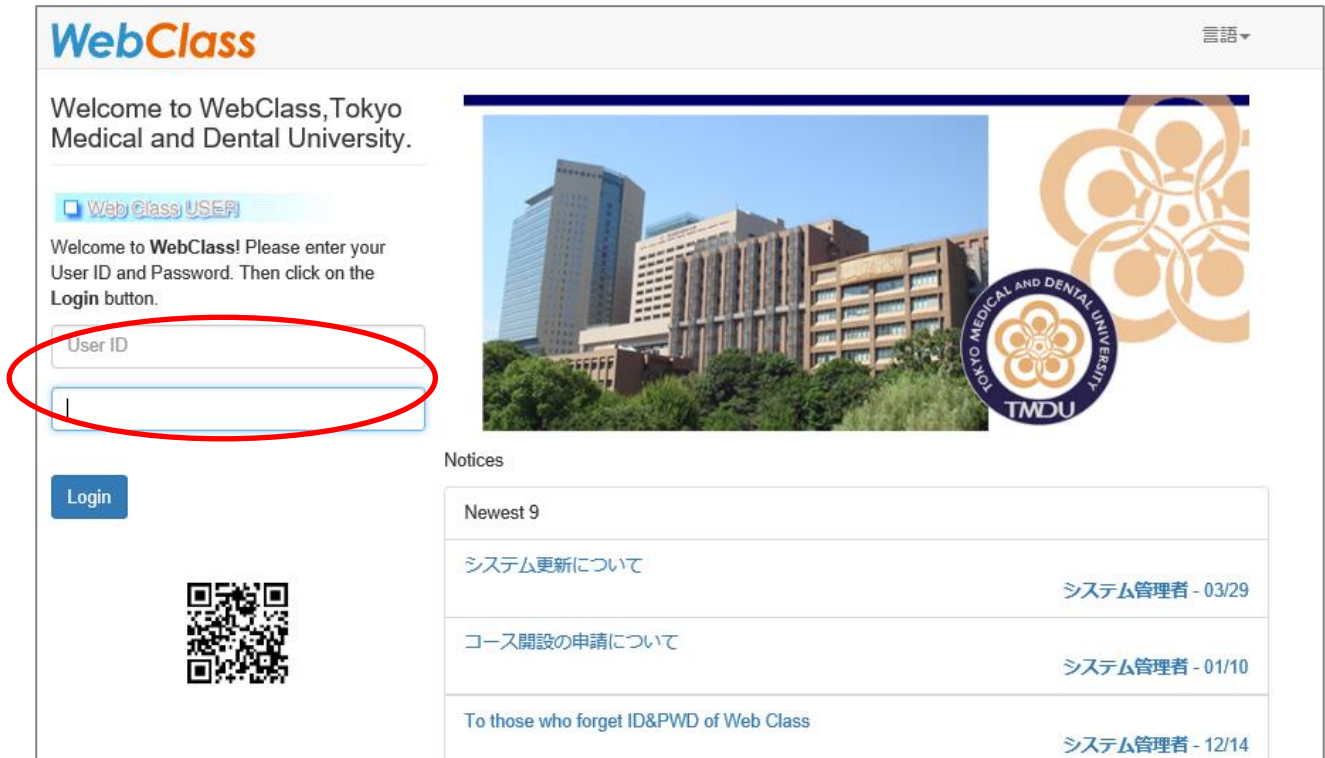 WebClass
言語
Welcome to WebClass,Tokyo
Medical and Dental University.
Web Class USER
Welcome to WebClass! Please enter your
User ID and Password. Then click on the
Login button.
User ID
Login
TOKYO MEDICAL AND DENTAL UNIVERSITY
TMDU
Notices
Newest 9
システム更新について
システム管理者 - 03/29
コース開設の申請について
システム管理者 - 01/10
To those who forget ID&PWD of Web Class
システム管理者 - 12/14